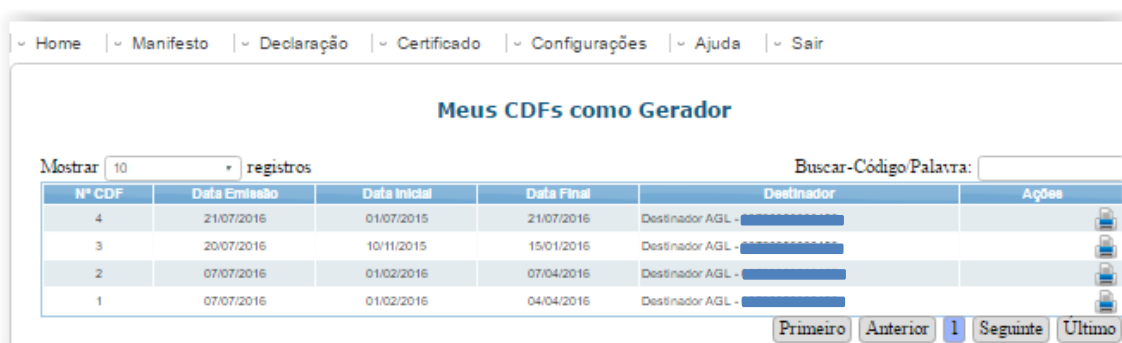 Home Manifesto Declaração Certificado Configurações Ajuda Sair
Meus CDFs como Gerador
Mostrar 10 registros Buscar-Código/Palavra:
Nº CDF Data Emissão Data Inicial Data Final Destinador Ações
4 21/07/2016 01/07/2015 21/07/2016 Destinador AGL -
3 20/07/2016 10/11/2015 15/01/2016 Destinador AGL -
2 07/07/2016 01/02/2016 07/04/2016 Destinador AGL -
1 07/07/2016 01/02/2016 04/04/2016 Destinador AGL -
Primeiro Anterior 1 Seguinte Último